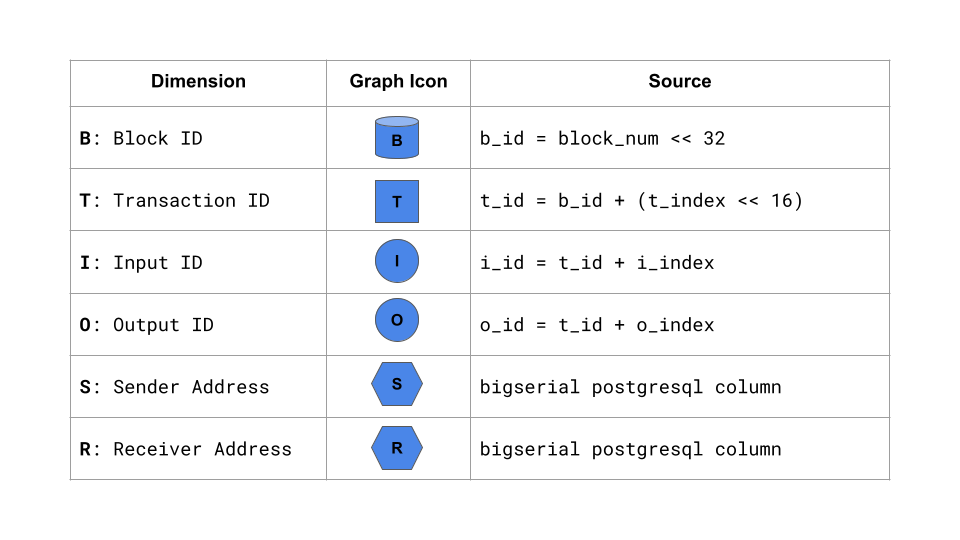 Dimension Graph Icon Source
B: Block ID B b_id = block_num << 32
T: Transaction ID T t_id = b_id + (t_index << 16)
I: Input ID I i_id = t_id + i_index
O: Output ID O o_id = t_id + o_index
S: Sender Address S bigserial postgresql column
R: Receiver Address R bigserial postgresql column